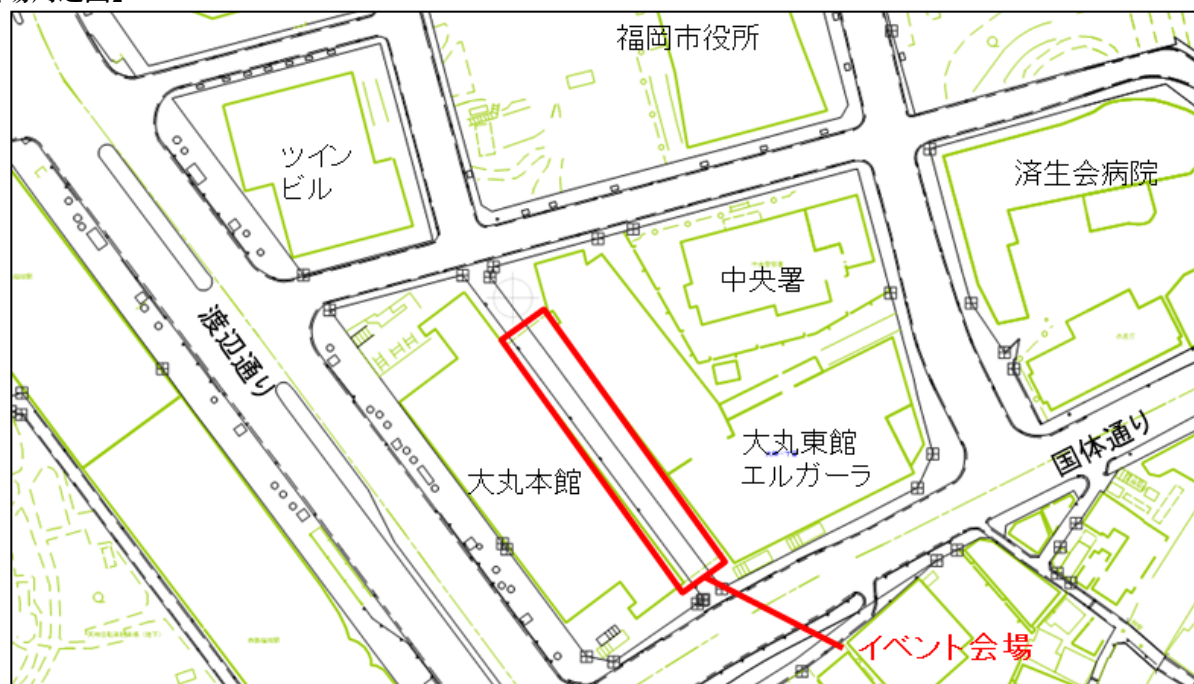 福岡市役所
ツイン
ビル
済生会病院
中央署
渡辺通り
大丸東館
エルガーラ
大丸本館
国体通り
イベント会場